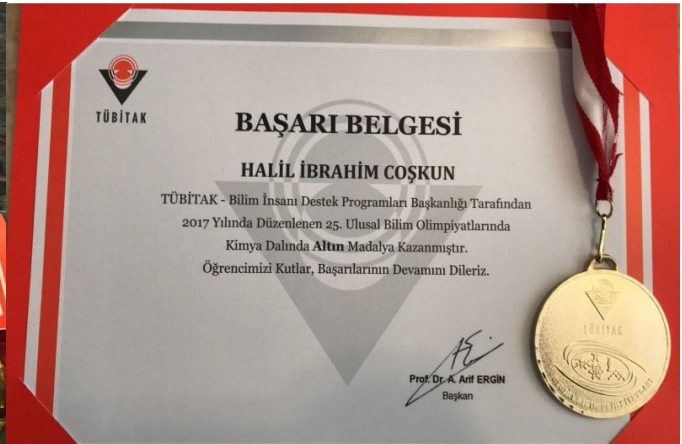 TÜBİTAK
BAŞARI BELGESİ
HALİL İBRAHİM COŞKUN
TÜBİTAK - Bilim İnsanı Destek Programları Başkanlığı Tarafından
2017 Yılında Düzenlenen 25. Ulusal Bilim Olimpiyatlarında
Kimya Dalında Altın Madalya Kazanmıştır.
Öğrencimizi Kutlar, Başarılarının Devamını Dileriz.
Prof. Dr. A. Arif ERGİN
Başkan
TÜBİTAK